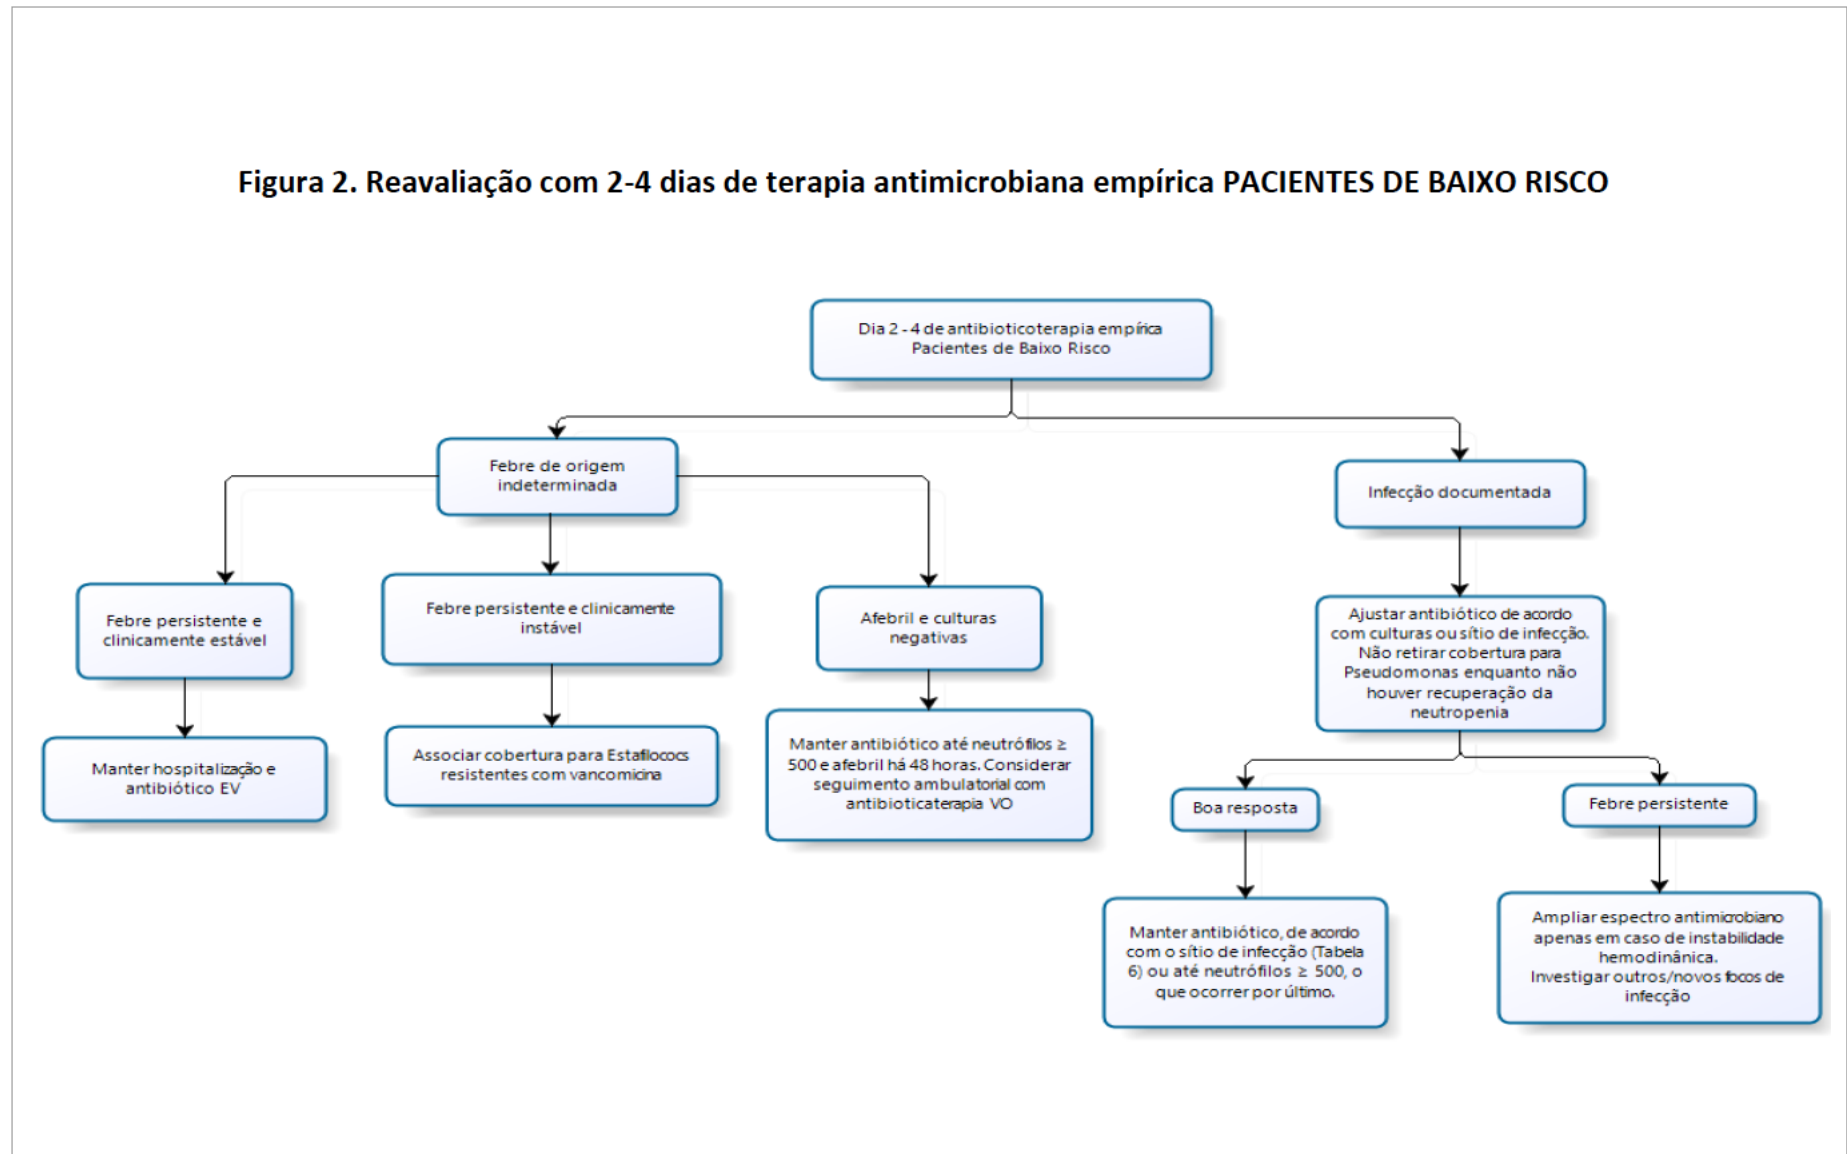 Figura 2. Reavaliação com 2-4 dias de terapia antimicrobiana empírica PACIENTES DE BAIXO RISCO
Dia 2 - 4 de antibioticoterapia empírica
Pacientes de Baixo Risco
Febre de origem
indeterminada
Infecção documentada
Febre persistente e
clinicamente estável
Febre persistente e clinicamente
instável
Afebril e culturas
negativas
Ajustar antibiótico de acordo
com culturas ou sítio de infecção.
Não retirar cobertura para
Pseudomonas enquanto não
houver recuperação da
neutropenia
Manter hospitalização e
antibiótico EV
Associar cobertura para Estafilococs
resistentes com vancomicina
Manter antibiótico até neutrófilos ≥
500 e afebril há 48 horas. Considerar
seguimento ambulatorial com
antibioticaterapia VO
Boa resposta
Febre persistente
Manter antibiótico, de acordo
com o sítio de infecção (Tabela
6) ou até neutrófilos ≥ 500, o
que ocorrer por último.
Ampliar espectro antimicrobiano
apenas em caso de instabilidade
hemodinânica.
Investigar outros/novos focos de
infecção